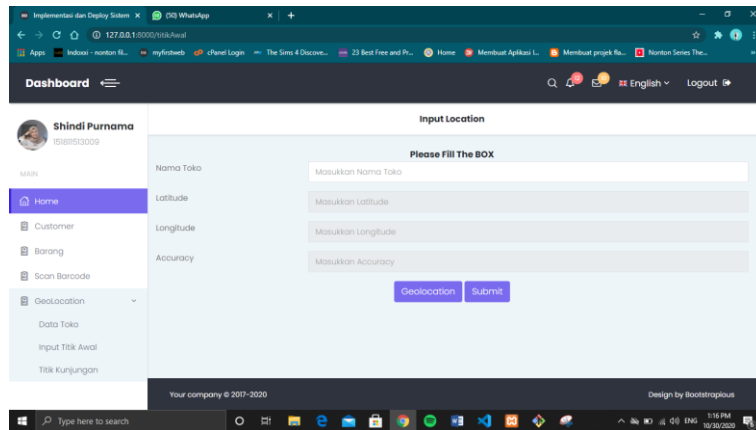 Implementasi dan Deploy Sistem
(50) WhatsApp
127.0.0.1:8000/titikAwal
Apps
Indoxxi - nonton fil...
myfirstweb
cPanel Login
The Sims 4 Discove...
23 Best Free and Pr...
Home
Membuat Aplikasi L...
Membuat projek fla...
Nonton Series The...
Dashboard
English
Logout
Shindi Purnama
151811513009
Input Location
Please Fill The BOX
MAIN
Home
Customer
Barang
Scan Barcode
GeoLocation
Data Toko
Input Titik Awal
Titik Kunjungan
Nama Toko
Masukkan Nama Toko
Latitude
Masukkan Latitude
Longitude
Masukkan Longitude
Accuracy
Masukkan Accuracy
Geolocation
Submit
Your company © 2017-2020
Design by Bootstrapious
Type here to search
ENG
1:16 PM
10/30/2020